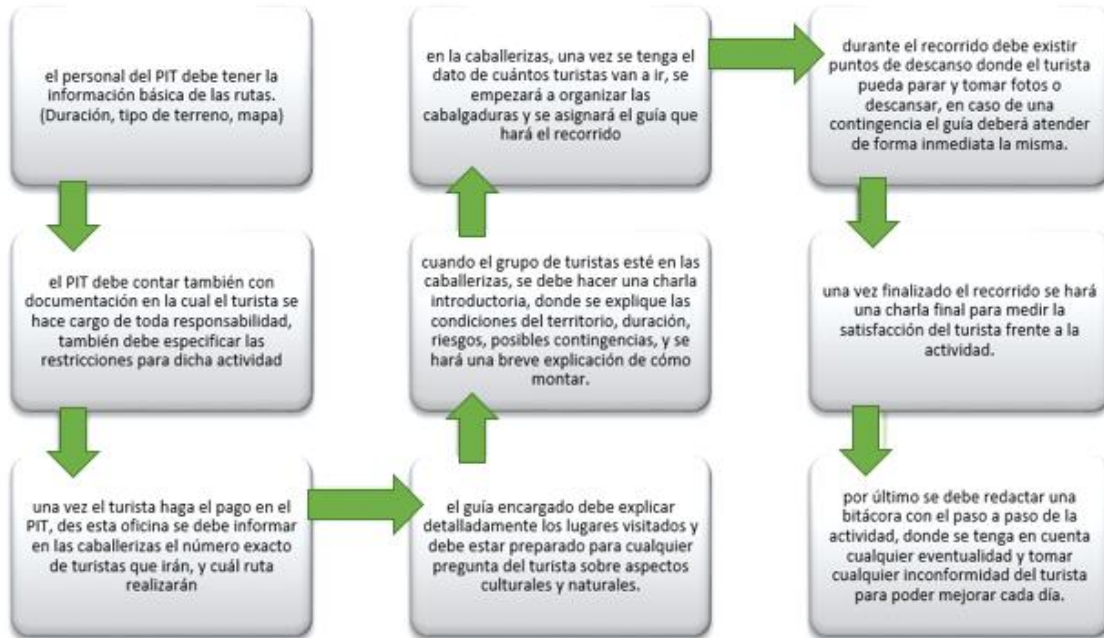 el personal del PIT debe tener la
información básica de las rutas.
(Duración, tipo de terreno, mapa)
el PIT debe contar también con
documentación en la cual el turista se
hace cargo de toda responsabilidad,
también debe especificar las
restricciones para dicha actividad
una vez el turista haga el pago en el
PIT, des esta oficina se debe informar
en las caballerizas el número exacto
de turistas que irán, y cuál ruta
realizarán
el guía encargado debe explicar
detalladamente los lugares visitados y
debe estar preparado para cualquier
pregunta del turista sobre aspectos
culturales y naturales.
cuando el grupo de turistas esté en las
caballerizas, se debe hacer una charla
introductoria, donde se explique las
condiciones del territorio, duración,
riesgos, posibles contingencias, y se
hará una breve explicación de cómo
montar.
en la caballerizas, una vez se tenga el
dato de cuántos turistas van a ir, se
empezará a organizar las
cabalgaduras y se asignará el guía que
hará el recorrido
durante el recorrido debe existir
puntos de descanso donde el turista
pueda parar y tomar fotos o
descansar, en caso de una
contingencia el guía deberá atender
de forma inmediata la misma.
una vez finalizado el recorrido se hará
una charla final para medir la
satisfacción del turista frente a la
actividad.
por último se debe redactar una
bitácora con el paso a paso de la
actividad, donde se tenga en cuenta
cualquier eventualidad y tomar
cualquier inconformidad del turista
para poder mejorar cada día.